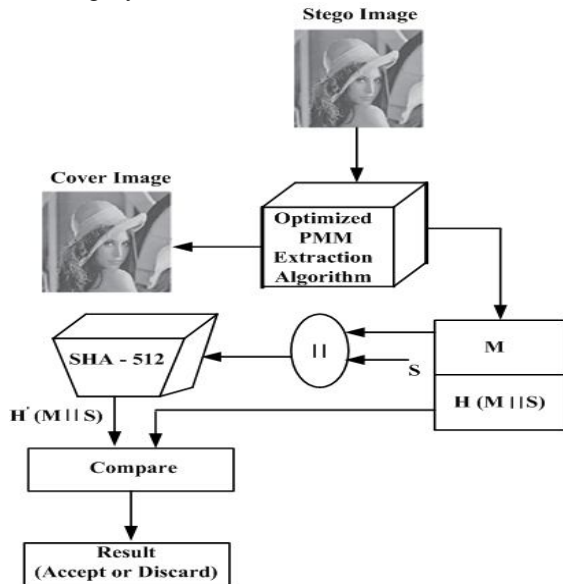 Stego Image
Cover Image
Optimized
PMM
Extraction
Algorithm
SHA - 512
||
M
S
H (M ||S)
H' (M || S)
Compare
Result
(Accept or Discard)